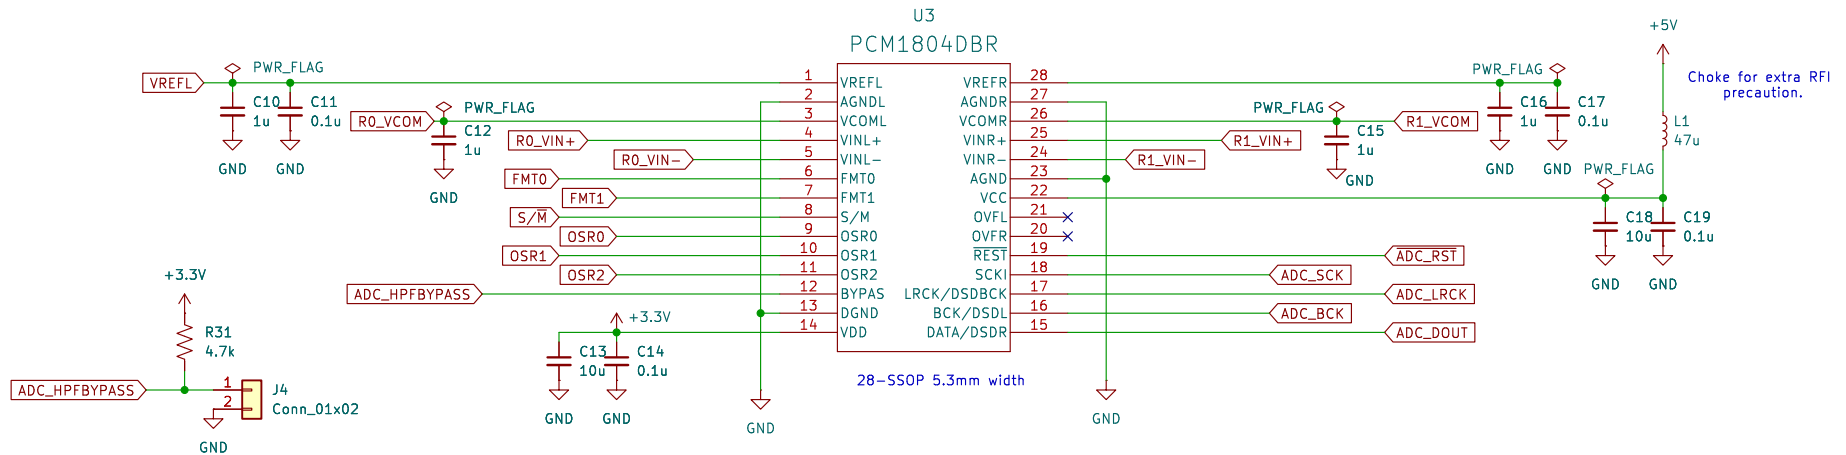 U3
PCM1804DBR
+5V
VREFL
PWR_FLAG
C10
1u
GND
C11
0.1u
GND
R0_VCOM
PWR_FLAG
C12
1u
GND
R0_VIN+
R0_VIN-
FMT0
FMT1
S/M̅
OSR0
OSR1
OSR2
ADC_HPFBYPASS
1 VREFL
2 AGNDL
3 VCOML
4 VINL+
5 VINL-
6 FMT0
7 FMT1
8 S/M
9 OSR0
10 OSR1
11 OSR2
12 BYPAS
13 DGND
14 VDD
VREFR 28
AGNDR 27
VCOMR 26
VINR+ 25
VINR- 24
AGND 23
VCC 22
OVFL 21
OVFR 20
R̅E̅S̅T̅ 19
SCKI 18
LRCK/DSDBCK 17
BCK/DSDL 16
DATA/DSDR 15
28-SSOP 5.3mm width
PWR_FLAG
C16
1u
GND
C17
0.1u
GND
PWR_FLAG
C15
1u
GND
R1_VCOM
R1_VIN+
R1_VIN-
Choke for extra RFI
precaution.
L1
47u
PWR_FLAG
C18
10u
GND
C19
0.1u
GND
A̅D̅C̅_̅R̅S̅T̅
ADC_SCK
ADC_LRCK
ADC_BCK
ADC_DOUT
+3.3V
R31
4.7k
ADC_HPFBYPASS
1
2
J4
Conn_01x02
GND
+3.3V
C13
10u
GND
C14
0.1u
GND
GND
GND